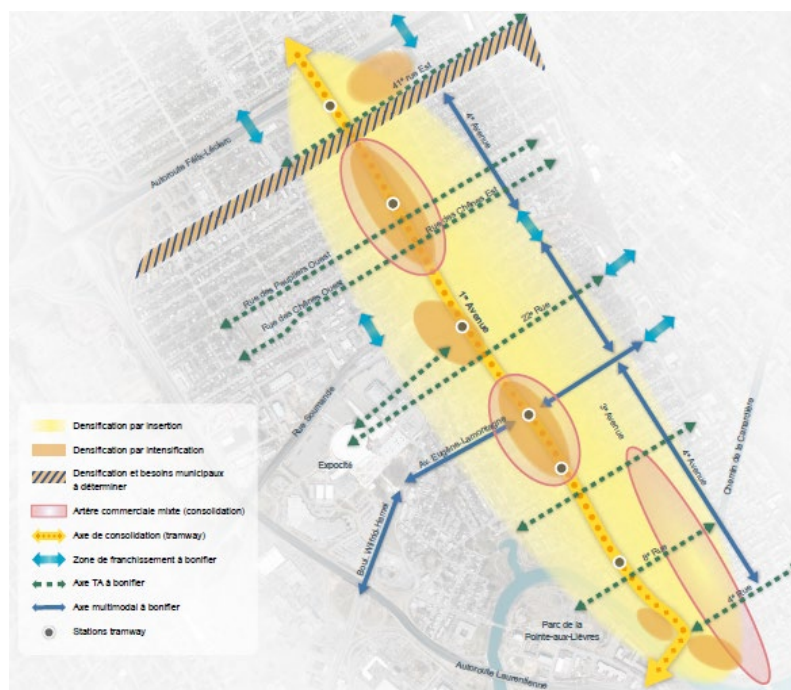 41e rue Est
4e Avenue
Autoroute Félix-Leclerc
Rue des Chênes Est
Rue des Peupliers Ouest
Rue des Chênes Ouest
1re Avenue
22e Rue
Rue Soumande
3e Avenue
Chemin de la Canardière
Av. Eugène-Lamontagne
Expocité
4e Avenue
Boul. Wilfrid-Hamel
8e Rue
4e Rue
Parc de la
Pointe-aux-Lièvres
Autoroute Laurentienne
Densification par insertion
Densification par intensification
Densification et besoins municipaux
à déterminer
Artère commerciale mixte (consolidation)
Axe de consolidation (tramway)
Zone de franchissement à bonifier
Axe TA à bonifier
Axe multimodal à bonifier
Stations tramway